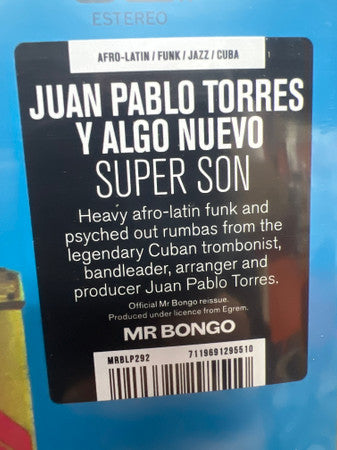 ESTEREO
AFRO-LATIN / FUNK / JAZZ / CUBA
JUAN PABLO TORRES
Y ALGO NUEVO
SUPER SON
Heavy afro-latin funk and
psyched out rumbas from the
legendary Cuban trombonist,
bandleader, arranger and
producer Juan Pablo Torres.
Official Mr Bongo reissue.
Produced under licence from Egrem.
MR BONGO
MRBLP292 7119691295510